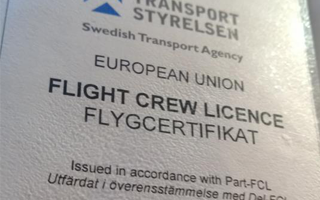 TRANSPORT
STYRELSEN
Swedish Transport Agency
EUROPEAN UNION
FLIGHT CREW LICENCE
FLYGCERTIFIKAT
Issued in accordance with Part-FCL
Utfärdat i överensstämmelse med Del FCL